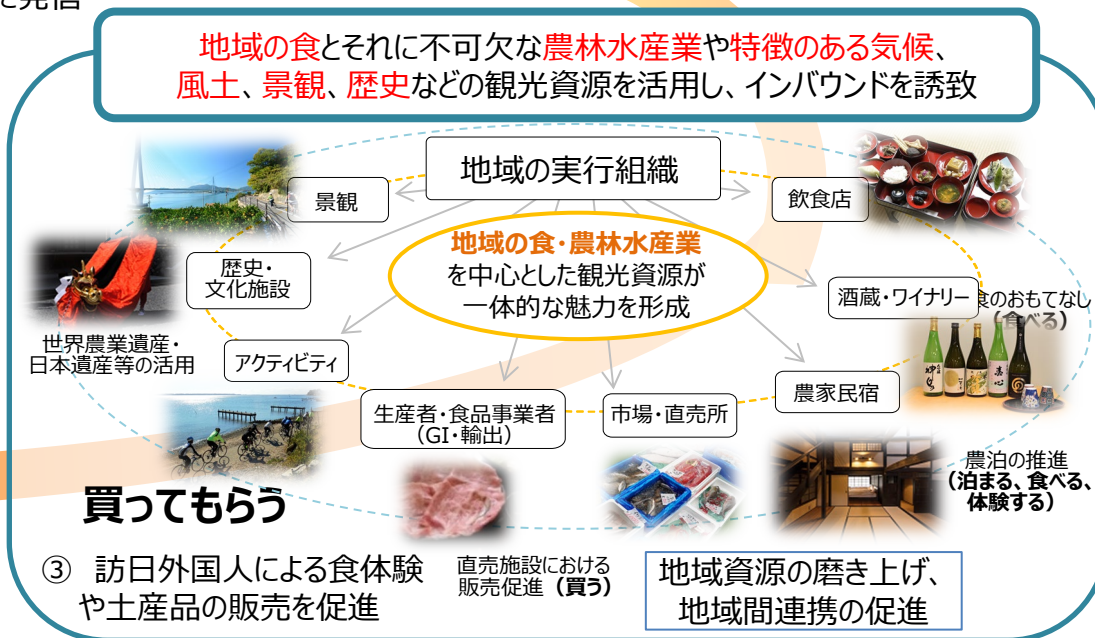 と発信
地域の食とそれに不可欠な農林水産業や特徴のある気候、
風土、景観、歴史などの観光資源を活用し、インバウンドを誘致
地域の実行組織
景観
飲食店
地域の食・農林水産業
を中心とした観光資源が
一体的な魅力を形成
歴史・
文化施設
酒蔵・ワイナリー
食のおもてなし
(食べる)
世界農業遺産・
日本遺産等の活用
アクティビティ
農家民宿
生産者・食品事業者
(GI・輸出)
市場・直売所
農泊の推進
(泊まる、食べる、
体験する)
買ってもらう
③ 訪日外国人による食体験
や土産品の販売を促進
直売施設における
販売促進(買う)
地域資源の磨き上げ、
地域間連携の促進